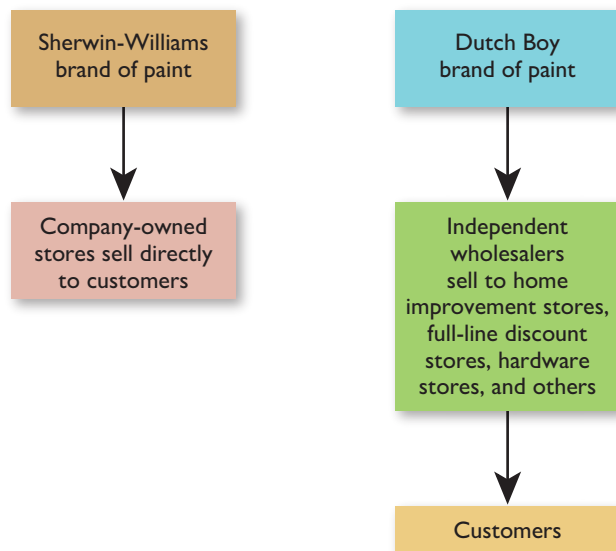 Sherwin-Williams
brand of paint
Company-owned
stores sell directly
to customers
Dutch Boy
brand of paint
Independent
wholesalers
sell to home
improvement stores,
full-line discount
stores, hardware
stores, and others
Customers